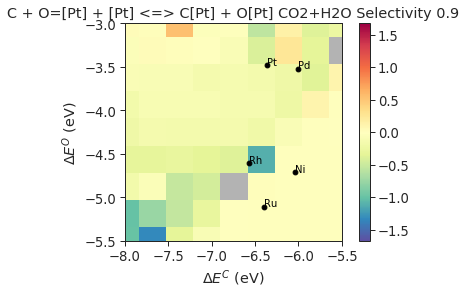 C + O=[Pt] + [Pt] <=> C[Pt] + O[Pt] CO2+H2O Selectivity 0.9
−3.0
−3.5
−4.0
−4.5
−5.0
−5.5
ΔE^O (eV)
Pt
Pd
Rh
Ni
Ru
−8.0 −7.5 −7.0 −6.5 −6.0 −5.5
ΔE^C (eV)
1.5
1.0
0.5
0.0
−0.5
−1.0
−1.5